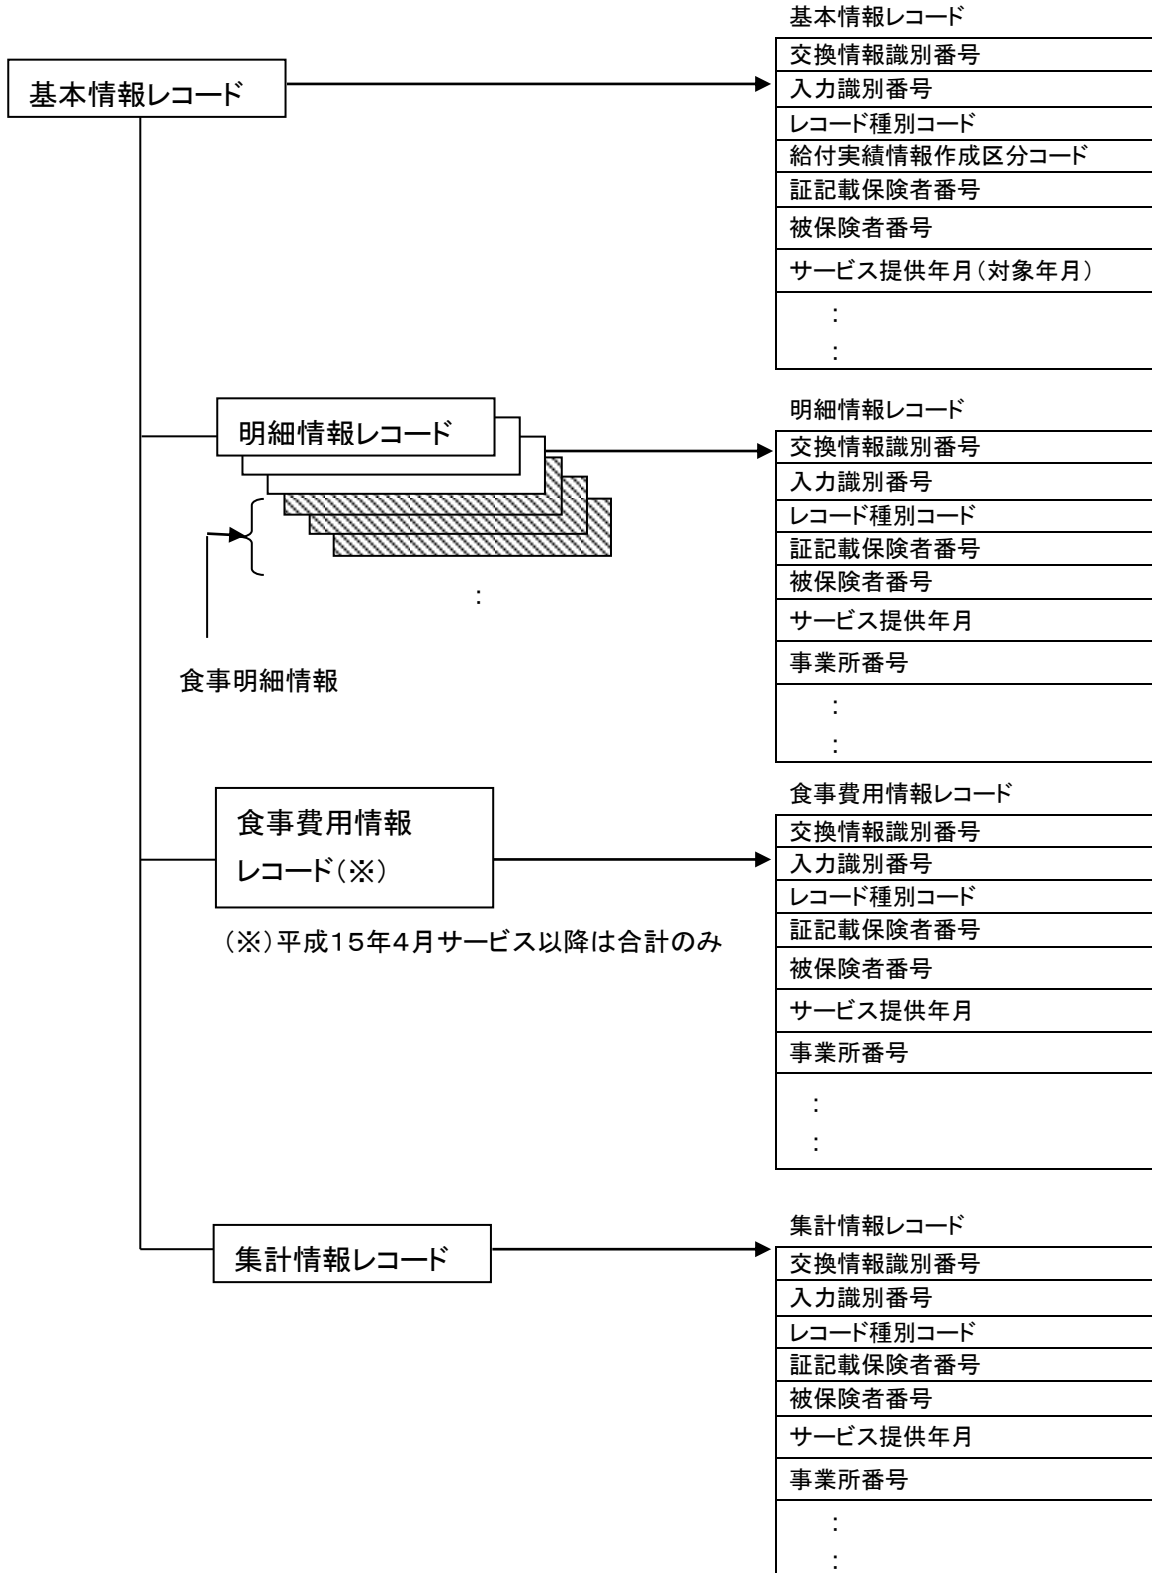 基本情報レコード
基本情報レコード
交換情報識別番号
入力識別番号
レコード種別コード
給付実績情報作成区分コード
証記載保険者番号
被保険者番号
サービス提供年月(対象年月)
:
:
明細情報レコード
食事明細情報
:
明細情報レコード
交換情報識別番号
入力識別番号
レコード種別コード
証記載保険者番号
被保険者番号
サービス提供年月
事業所番号
:
:
食事費用情報
レコード(※)
(※)平成15年4月サービス以降は合計のみ
食事費用情報レコード
交換情報識別番号
入力識別番号
レコード種別コード
証記載保険者番号
被保険者番号
サービス提供年月
事業所番号
:
:
集計情報レコード
集計情報レコード
交換情報識別番号
入力識別番号
レコード種別コード
証記載保険者番号
被保険者番号
サービス提供年月
事業所番号
:
: